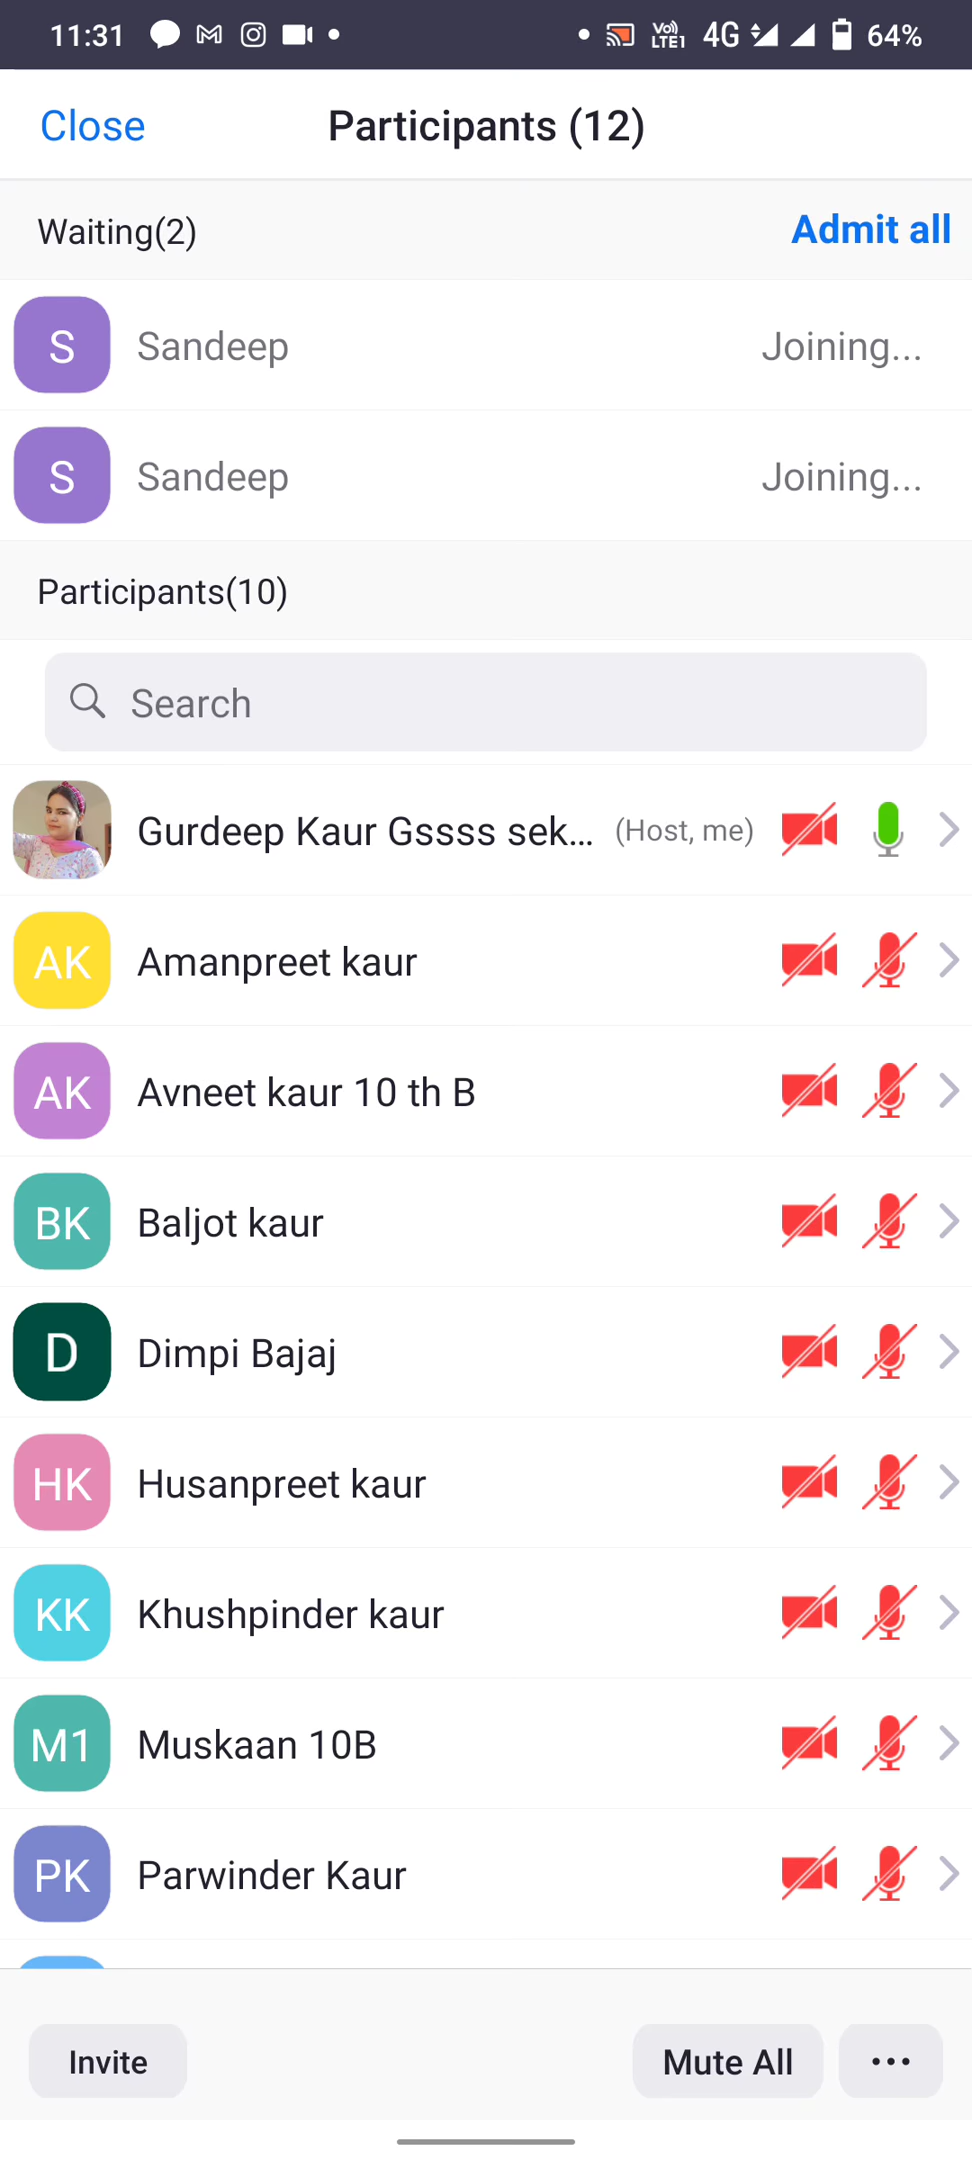 11:31 VoLTE1 4G 64%
Close Participants (12)
Waiting(2) Admit all
S Sandeep Joining...
S Sandeep Joining...
Participants(10)
Search
Gurdeep Kaur Gssss sek... (Host, me)
AK Amanpreet kaur
AK Avneet kaur 10 th B
BK Baljot kaur
D Dimpi Bajaj
HK Husanpreet kaur
KK Khushpinder kaur
M1 Muskaan 10B
PK Parwinder Kaur
Invite Mute All ...